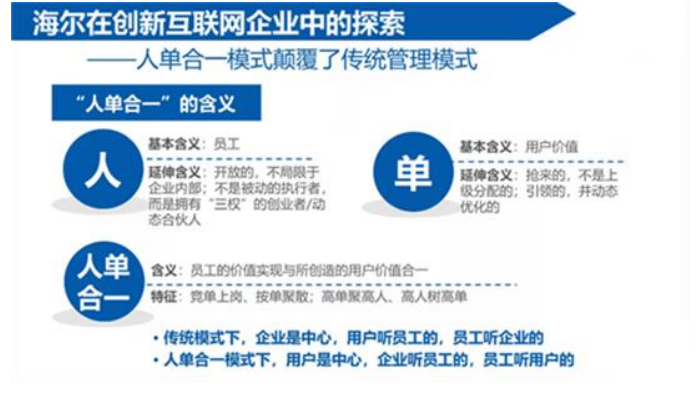 海尔在创新互联网企业中的探索
——人单合一模式颠覆了传统管理模式
“人单合一”的含义
人
基本含义：员工
延伸含义：开放的，不局限于
企业内部；不是被动的执行者，
而是拥有“三权”的创业者/动
态合伙人
单
基本含义：用户价值
延伸含义：抢来的，不是上
级分配的；引领的，并动态
优化的
人单
合一
含义：员工的价值实现与所创造的用户价值合一
特征：竞单上岗、按单聚散；高单聚高人、高人树高单
·传统模式下，企业是中心，用户听员工的，员工听企业的
·人单合一模式下，用户是中心，企业听员工的，员工听用户的